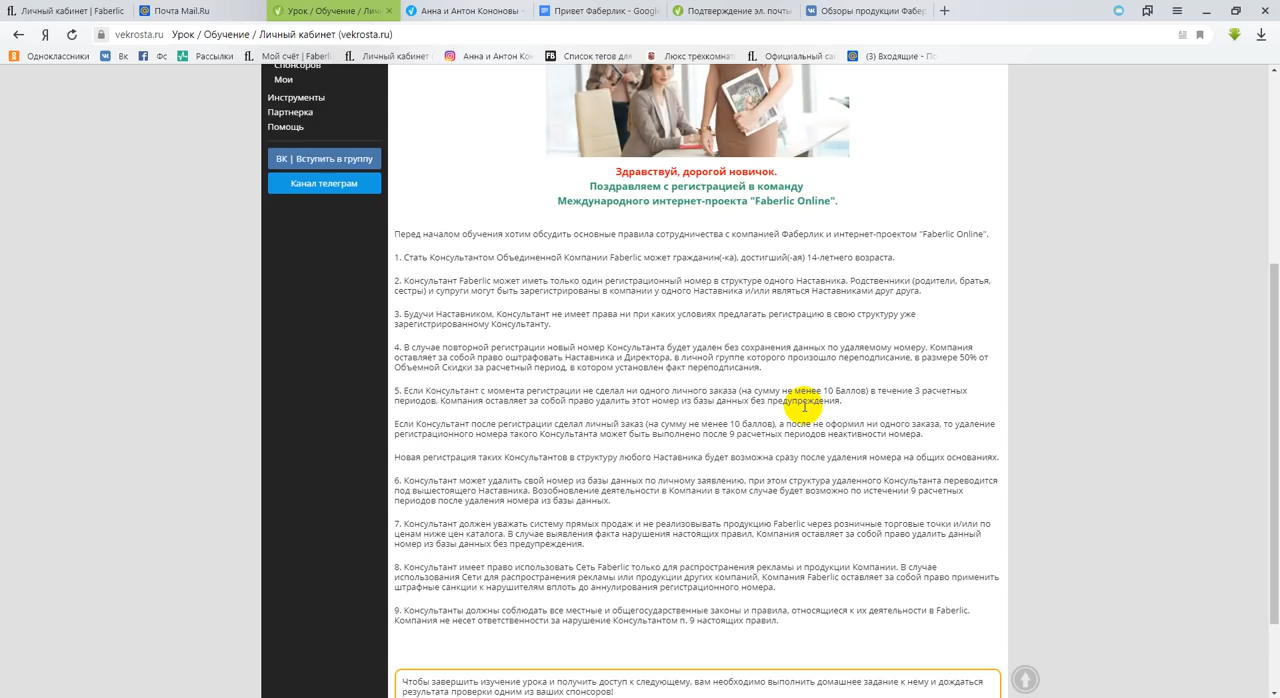 Личный кабинет | Faberlic
Почта Mail.Ru
Урок / Обучение / Личн
Анна и Антон Кононовы -
Привет Фаберлик - Google
Подтверждение эл. почты
Обзоры продукции Фабер
vekrosta.ru Урок / Обучение / Личный кабинет (vekrosta.ru)
Одноклассники
Вк
Фс
Рассылки
Мой счёт | Faberli
Личный кабинет
Анна и Антон Кон
Список тегов для
Люкс трехкомнат
Официальный са
(3) Входящие - По
Спонсоров
Мои
Инструменты
Партнерка
Помощь
ВК | Вступить в группу
Канал телеграм
Здравствуй, дорогой новичок.
Поздравляем с регистрацией в команду
Международного интернет-проекта "Faberlic Online".
Перед началом обучения хотим обсудить основные правила сотрудничества с компанией Фаберлик и интернет-проектом "Faberlic Online".
1. Стать Консультантом Объединенной Компании Faberlic может гражданин(-ка), достигший(-ая) 14-летнего возраста.
2. Консультант Faberlic может иметь только один регистрационный номер в структуре одного Наставника. Родственники (родители, братья,
сестры) и супруги могут быть зарегистрированы в компании у одного Наставника и/или являться Наставниками друг друга.
3. Будучи Наставником, Консультант не имеет права ни при каких условиях предлагать регистрацию в свою структуру уже
зарегистрированному Консультанту.
4. В случае повторной регистрации новый номер Консультанта будет удален без сохранения данных по удаляемому номеру. Компания
оставляет за собой право оштрафовать Наставника и Директора, в личной группе которого произошло переподписание, в размере 50% от
Объемной Скидки за расчетный период, в котором установлен факт переподписания.
5. Если Консультант с момента регистрации не сделал ни одного личного заказа (на сумму не менее 10 Баллов) в течение 3 расчетных
периодов, Компания оставляет за собой право удалить этот номер из базы данных без предупреждения.
Если Консультант после регистрации сделал личный заказ (на сумму не менее 10 баллов), а после не оформил ни одного заказа, то удаление
регистрационного номера такого Консультанта может быть выполнено после 9 расчетных периодов неактивности номера.
Новая регистрация таких Консультантов в структуру любого Наставника будет возможна сразу после удаления номера на общих основаниях.
6. Консультант может удалить свой номер из базы данных по личному заявлению, при этом структура удаленного Консультанта переводится
под вышестоящего Наставника. Возобновление деятельности в Компании в таком случае будет возможно по истечении 9 расчетных
периодов после удаления номера из базы данных.
7. Консультант должен уважать систему прямых продаж и не реализовывать продукцию Faberlic через розничные торговые точки и/или по
ценам ниже цен каталога. В случае выявления факта нарушения настоящих правил, Компания оставляет за собой право удалить данный
номер из базы данных без предупреждения.
8. Консультант имеет право использовать Сеть Faberlic только для распространения рекламы и продукции Компании. В случае
использования Сети для распространения рекламы или продукции других компаний, Компания Faberlic оставляет за собой право применить
штрафные санкции к нарушителям вплоть до аннулирования регистрационного номера.
9. Консультанты должны соблюдать все местные и общегосударственные законы и правила, относящиеся к их деятельности в Faberlic.
Компания не несет ответственности за нарушение Консультантом п. 9 настоящих правил.
Чтобы завершить изучение урока и получить доступ к следующему, вам необходимо выполнить домашнее задание к нему и дождаться
результата проверки одним из ваших спонсоров!